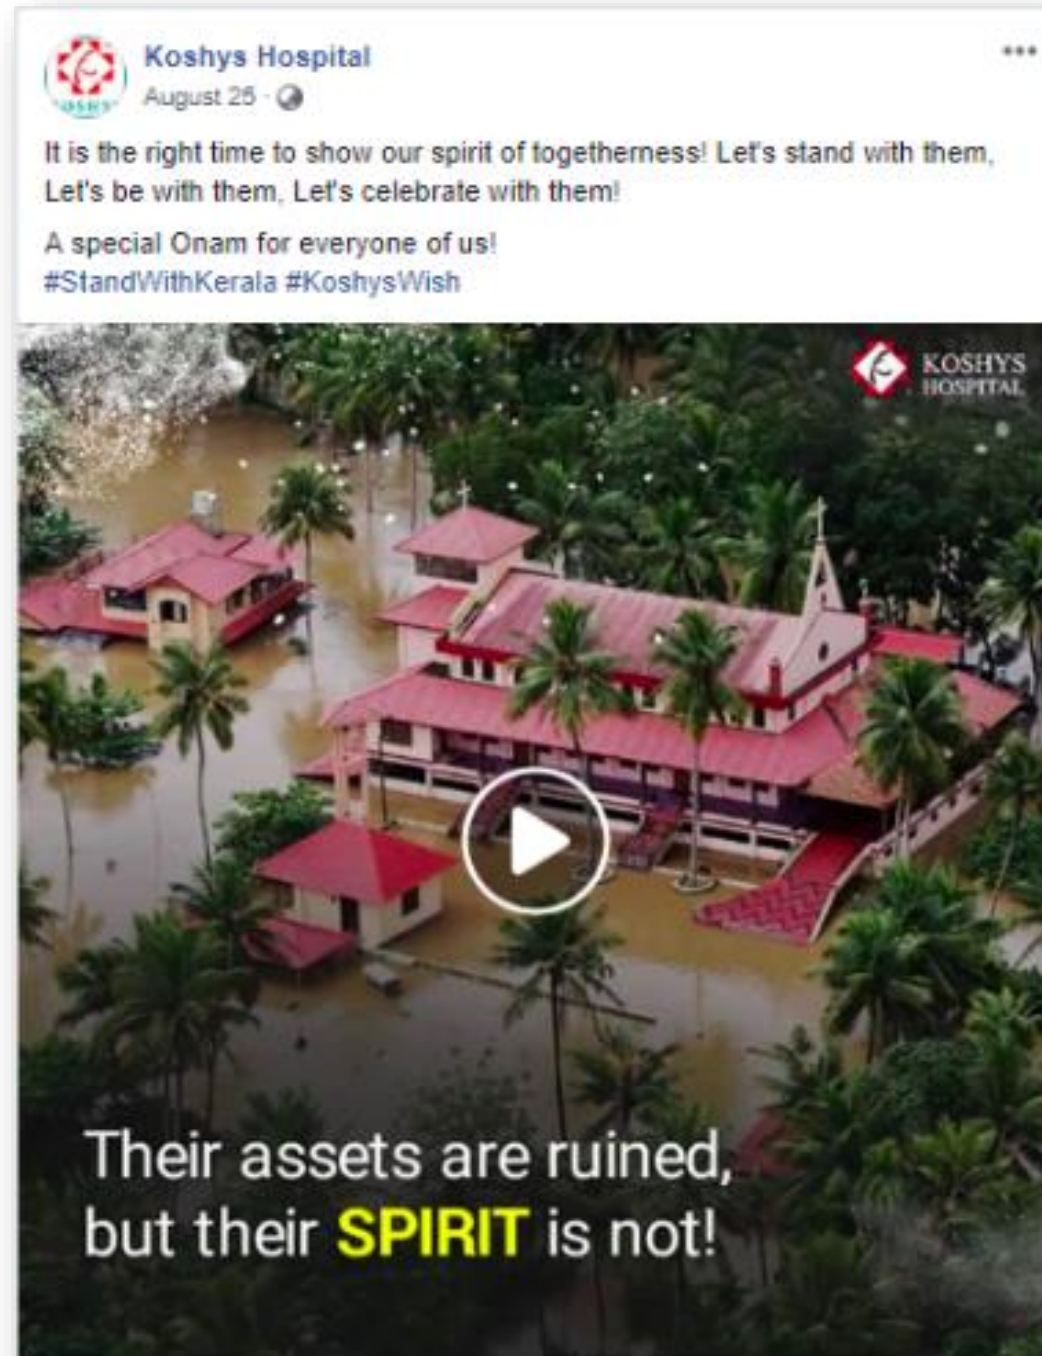 Koshys Hospital
August 25 ·
It is the right time to show our spirit of togetherness! Let's stand with them,
Let's be with them, Let's celebrate with them!
A special Onam for everyone of us!
#StandWithKerala #KoshysWish
KOSHYS
HOSPITAL
Their assets are ruined,
but their SPIRIT is not!